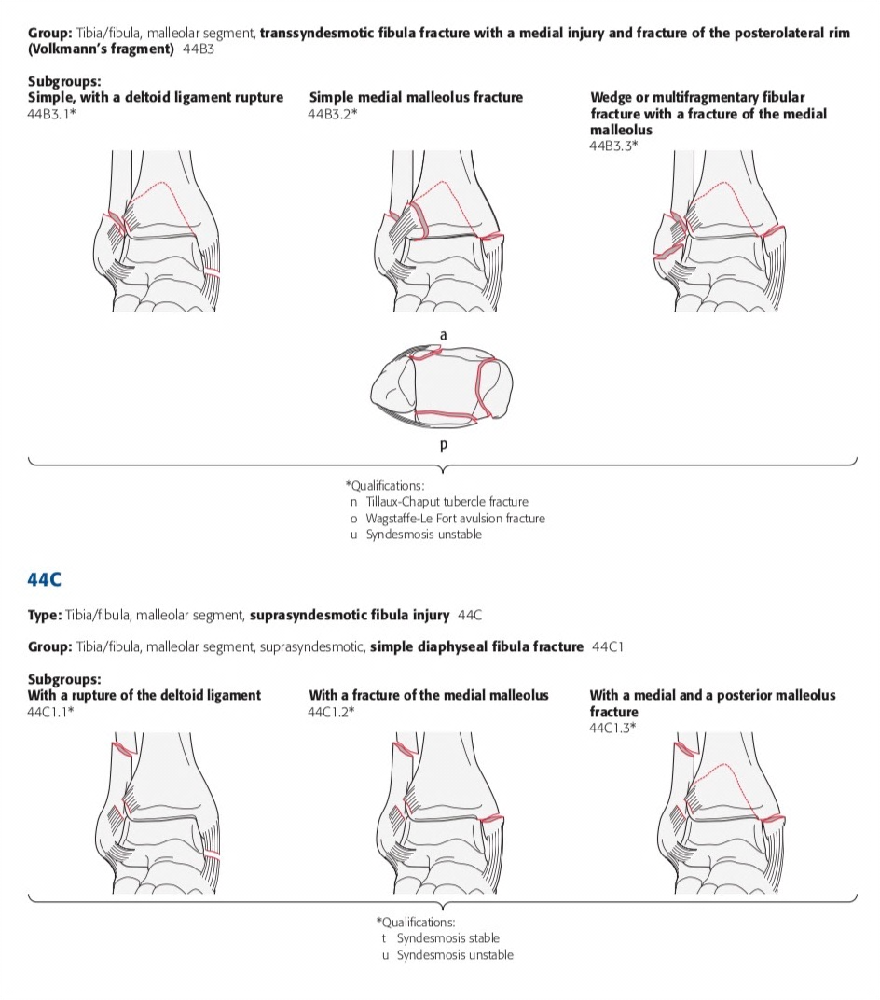 Group: Tibia/fibula, malleolar segment, transsyndesmotic fibula fracture with a medial injury and fracture of the posterolateral rim
(Volkmann's fragment) 44B3
Subgroups:
Simple, with a deltoid ligament rupture
44B3.1*
Simple medial malleolus fracture
44B3.2*
Wedge or multifragmentary fibular
fracture with a fracture of the medial
malleolus
44B3.3*
a
p
*Qualifications:
n Tillaux-Chaput tubercle fracture
o Wagstaffe-Le Fort avulsion fracture
u Syndesmosis unstable
44C
Type: Tibia/fibula, malleolar segment, suprasyndesmotic fibula injury 44C
Group: Tibia/fibula, malleolar segment, suprasyndesmotic, simple diaphyseal fibula fracture 44C1
Subgroups:
With a rupture of the deltoid ligament
44C1.1*
With a fracture of the medial malleolus
44C1.2*
With a medial and a posterior malleolus
fracture
44C1.3*
*Qualifications:
t Syndesmosis stable
u Syndesmosis unstable